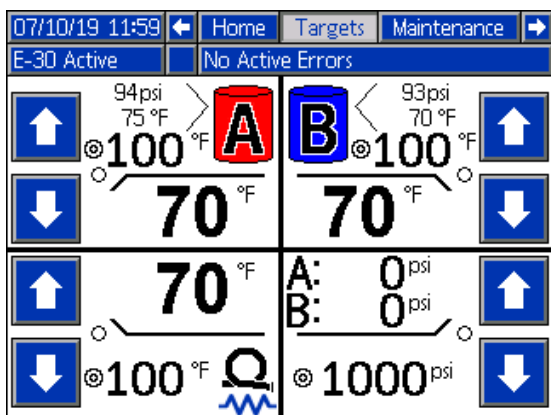 07/10/19 11:59 Home Targets Maintenance
E-30 Active No Active Errors
94psi
75 °F
100 °F
A
70 °F
B
93psi
70 °F
100 °F
70 °F
70 °F
100 °F
A: 0psi
B: 0psi
1000psi